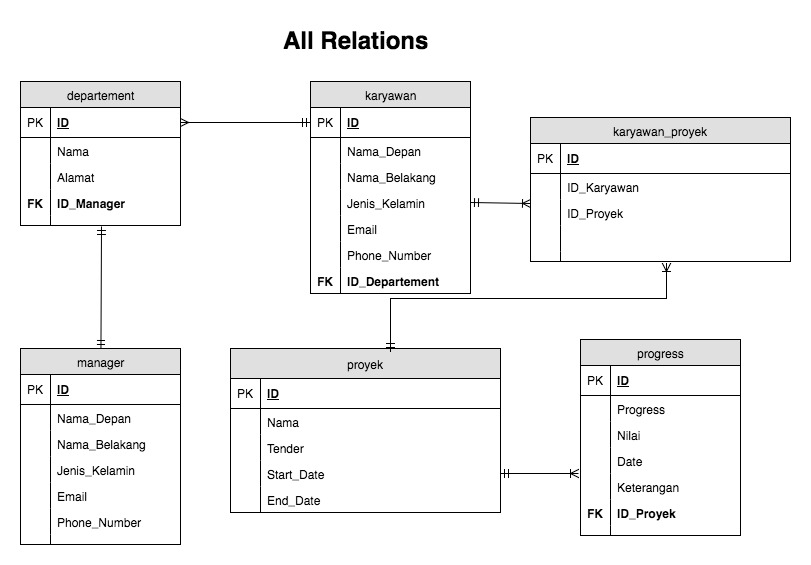 All Relations
departement
PK ID
Nama
Alamat
FK ID_Manager
karyawan
PK ID
Nama_Depan
Nama_Belakang
Jenis_Kelamin
Email
Phone_Number
FK ID_Departement
karyawan_proyek
PK ID
ID_Karyawan
ID_Proyek
manager
PK ID
Nama_Depan
Nama_Belakang
Jenis_Kelamin
Email
Phone_Number
proyek
PK ID
Nama
Tender
Start_Date
End_Date
progress
PK ID
Progress
Nilai
Date
Keterangan
FK ID_Proyek